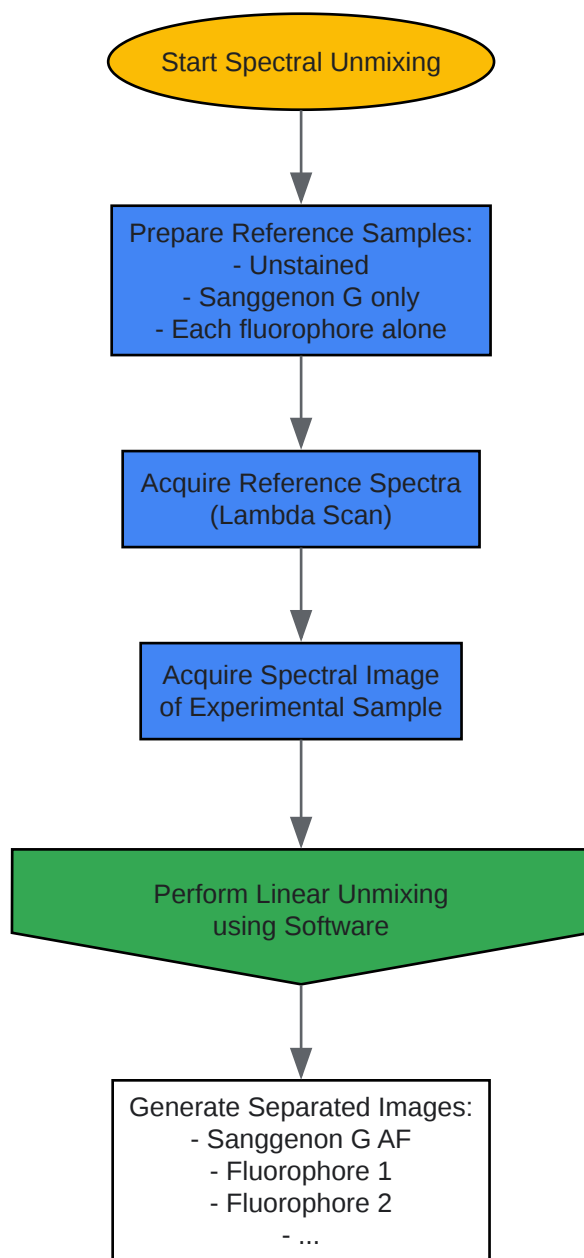 Start Spectral Unmixing
Prepare Reference Samples:
- Unstained
- Sanggenon G only
- Each fluorophore alone
Acquire Reference Spectra
(Lambda Scan)
Acquire Spectral Image
of Experimental Sample
Perform Linear Unmixing
using Software
Generate Separated Images:
- Sanggenon G AF
- Fluorophore 1
- Fluorophore 2
- ...